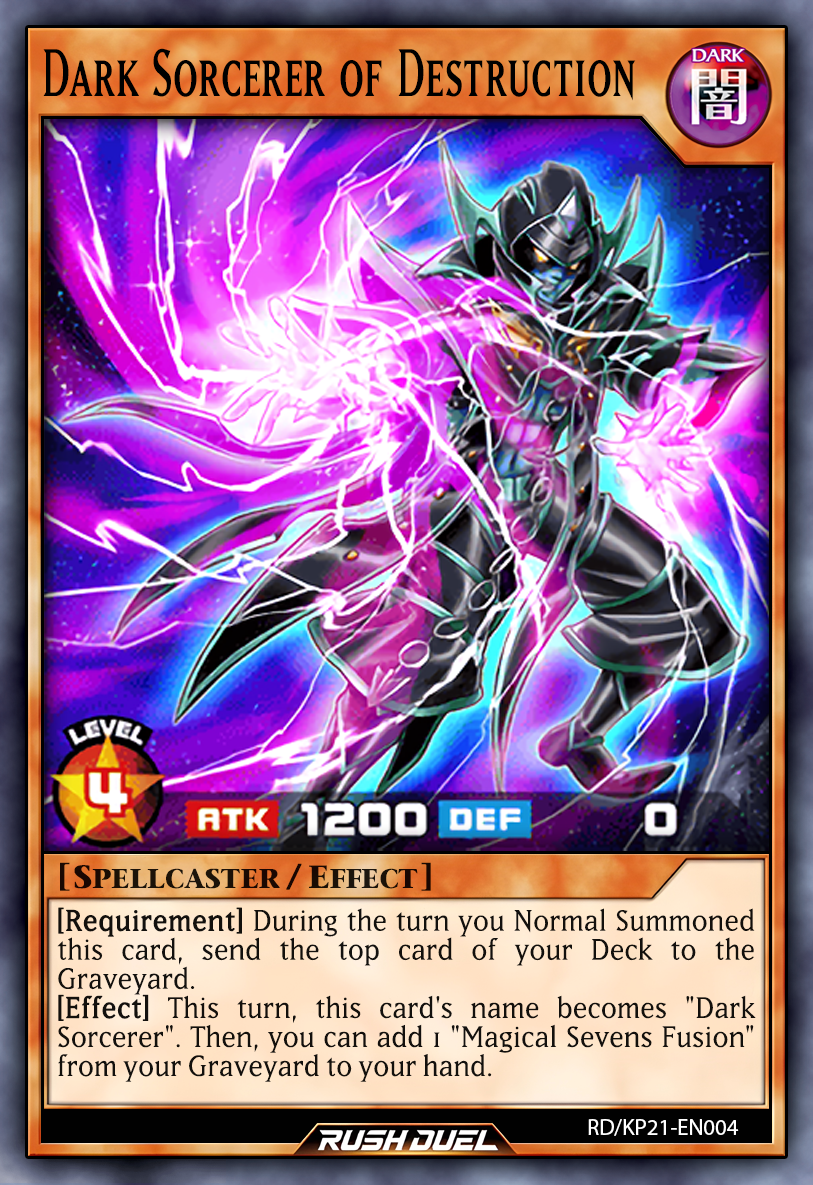 Dark Sorcerer of Destruction
DARK
闇
LEVEL
4
ATK 1200 DEF 0
[Spellcaster / Effect]
[Requirement] During the turn you Normal Summoned
this card, send the top card of your Deck to the
Graveyard.
[Effect] This turn, this card's name becomes "Dark
Sorcerer". Then, you can add 1 "Magical Sevens Fusion"
from your Graveyard to your hand.
RD/KP21-EN004
RUSH DUEL